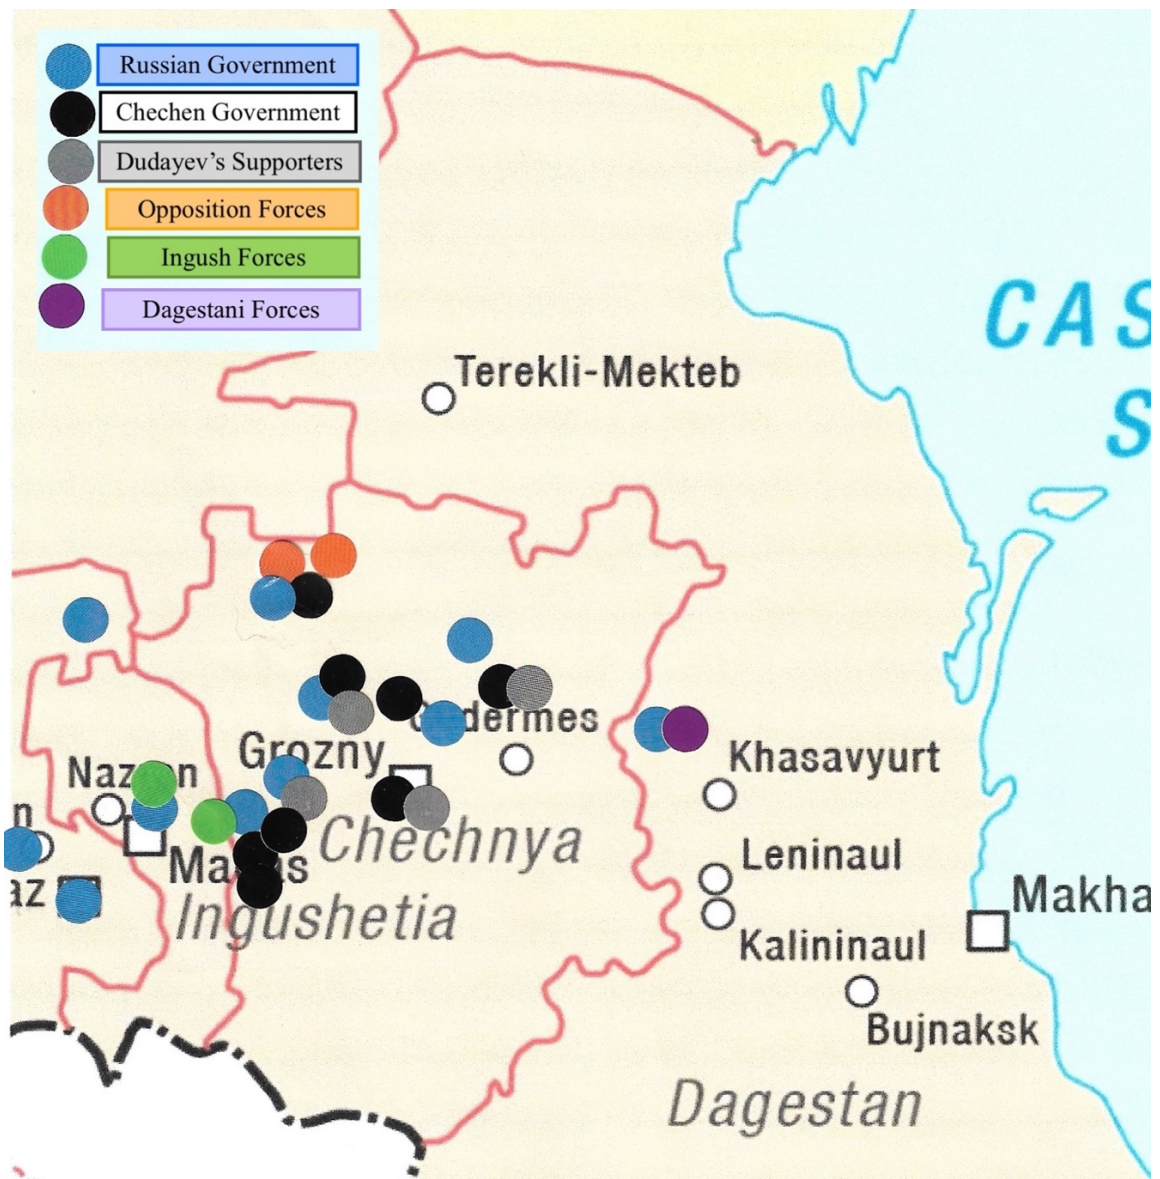 Russian Government
Chechen Government
Dudayev's Supporters
Opposition Forces
Ingush Forces
Dagestani Forces
CAS
S
Terekli-Mekteb
Grozny
Khasavyurt
Chechnya
Leninaul
az
Ingushetia
Makha
Kalininaul
Bujnaksk
Dagestan